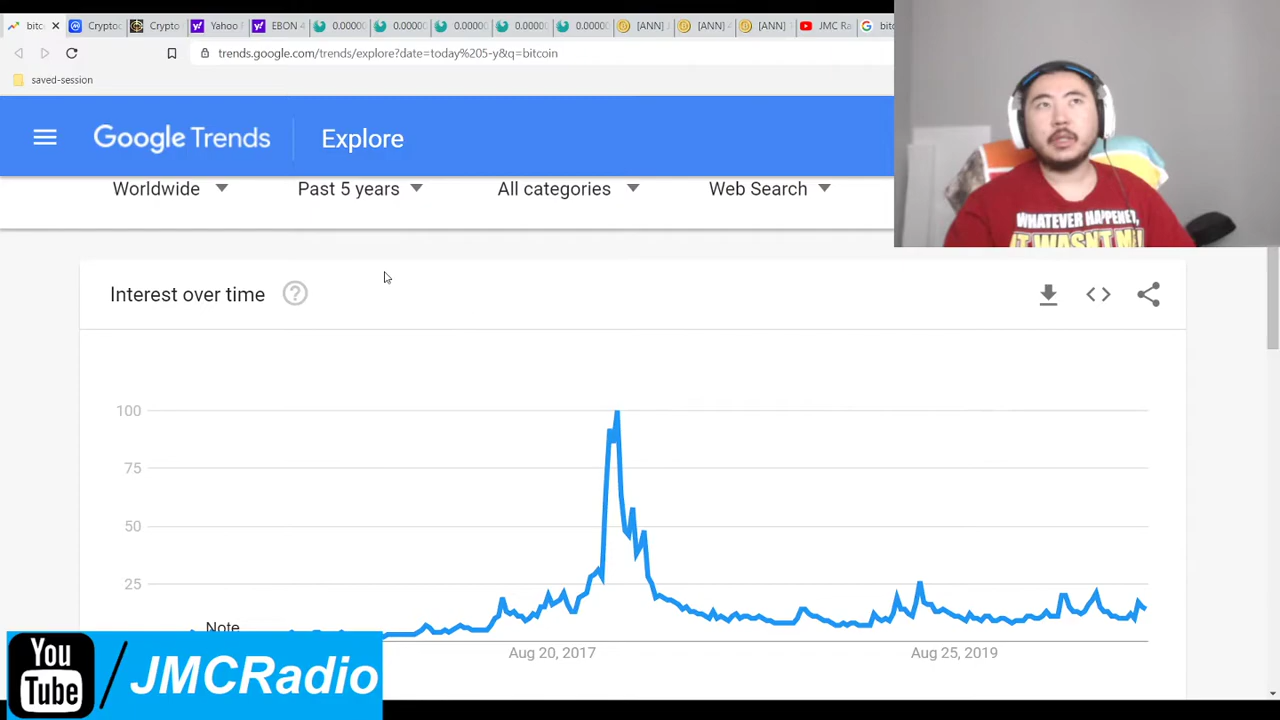 bitc
Crypto
Crypto
Yahoo
EBON 4
0.0000
0.0000
0.0000
0.0000
0.0000
[ANN]
[ANN]
[ANN]
JMC Ra
bit
trends.google.com/trends/explore?date=today%205-y&q=bitcoin
saved-session
Google Trends
Explore
WHATEVER HAPPENED,
IT WASN'T ME!
Worldwide
Past 5 years
All categories
Web Search
Interest over time
100
75
50
25
Note
Aug 20, 2017
Aug 25, 2019
You
Tube
/JMCRadio